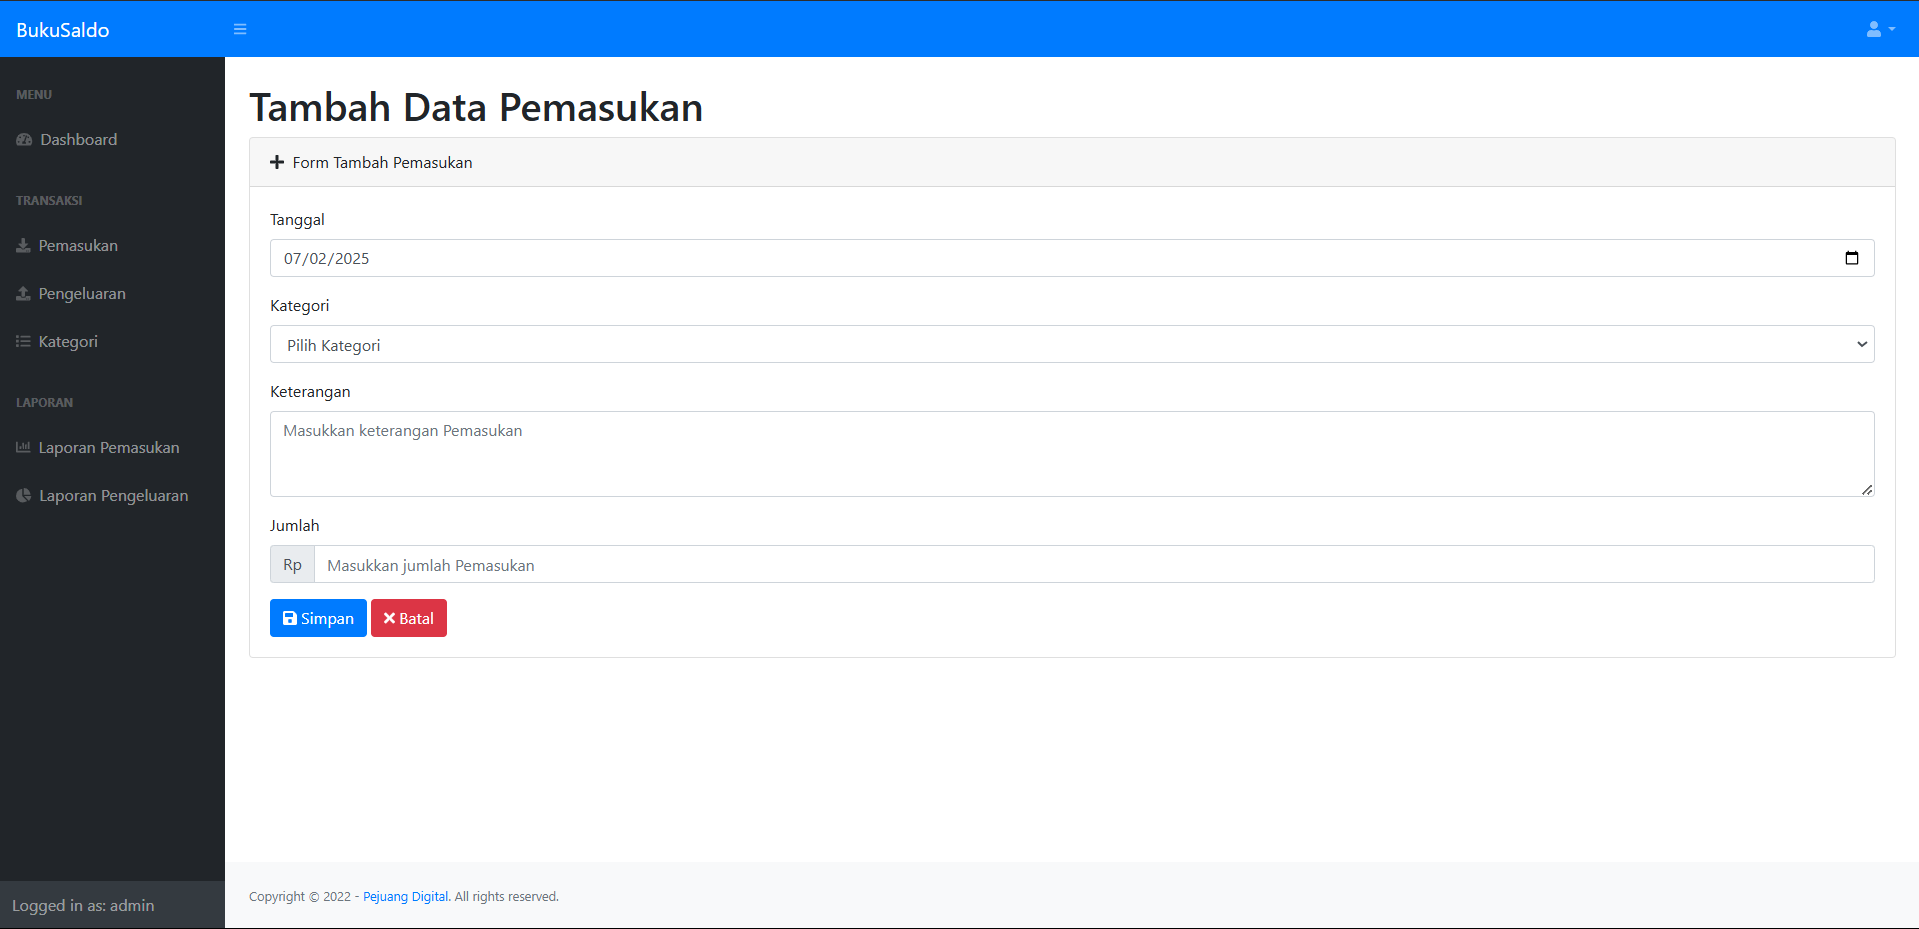 BukuSaldo
MENU
Dashboard
TRANSAKSI
Pemasukan
Pengeluaran
Kategori
LAPORAN
Laporan Pemasukan
Laporan Pengeluaran
Logged in as: admin
Tambah Data Pemasukan
Form Tambah Pemasukan
Tanggal
07/02/2025
Kategori
Pilih Kategori
Keterangan
Masukkan keterangan Pemasukan
Jumlah
Rp Masukkan jumlah Pemasukan
Simpan Batal
Copyright © 2022 - Pejuang Digital. All rights reserved.